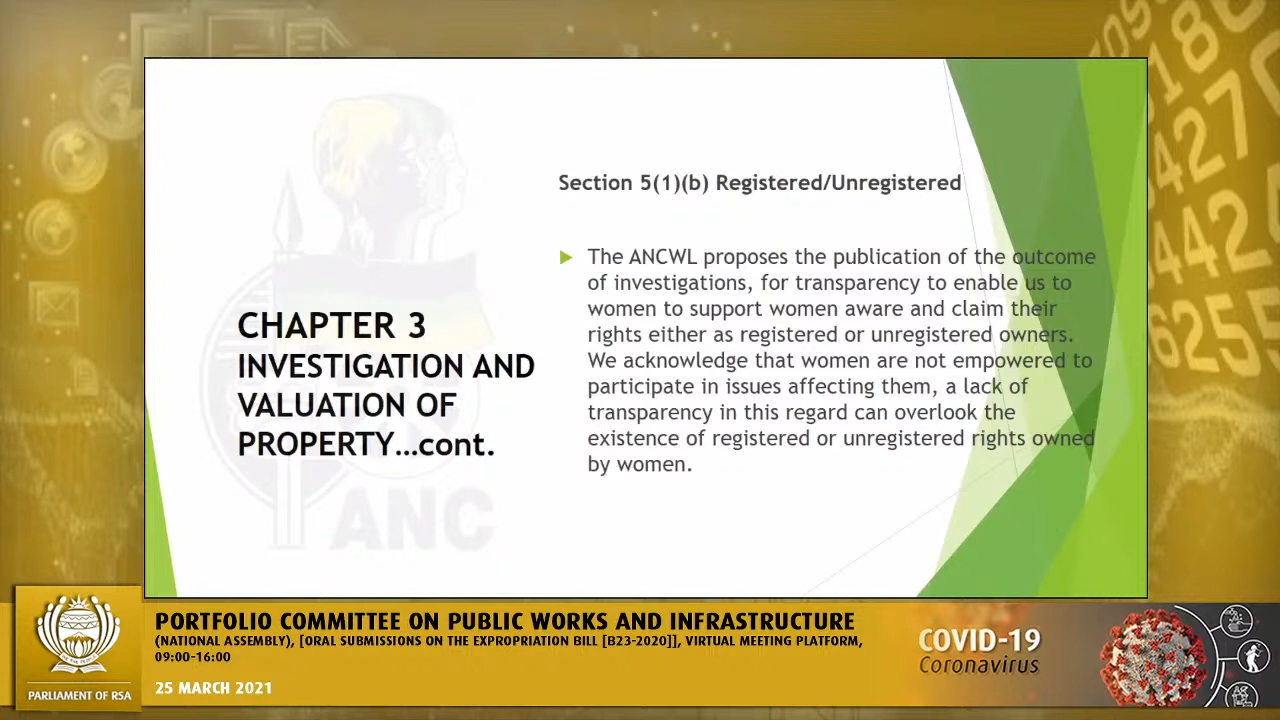 Section 5(1)(b) Registered/Unregistered
The ANCWL proposes the publication of the outcome
of investigations, for transparency to enable us to
women to support women aware and claim their
rights either as registered or unregistered owners.
We acknowledge that women are not empowered to
participate in issues affecting them, a lack of
transparency in this regard can overlook the
existence of registered or unregistered rights owned
by women.
CHAPTER 3
INVESTIGATION AND
VALUATION OF
PROPERTY...cont.
ANC
PORTFOLIO COMMITTEE ON PUBLIC WORKS AND INFRASTRUCTURE
(NATIONAL ASSEMBLY), [ORAL SUBMISSIONS ON THE EXPROPRIATION BILL [B23-2020]], VIRTUAL MEETING PLATFORM,
09:00-16:00
25 MARCH 2021
PARLIAMENT OF RSA
COVID-19
Coronavirus